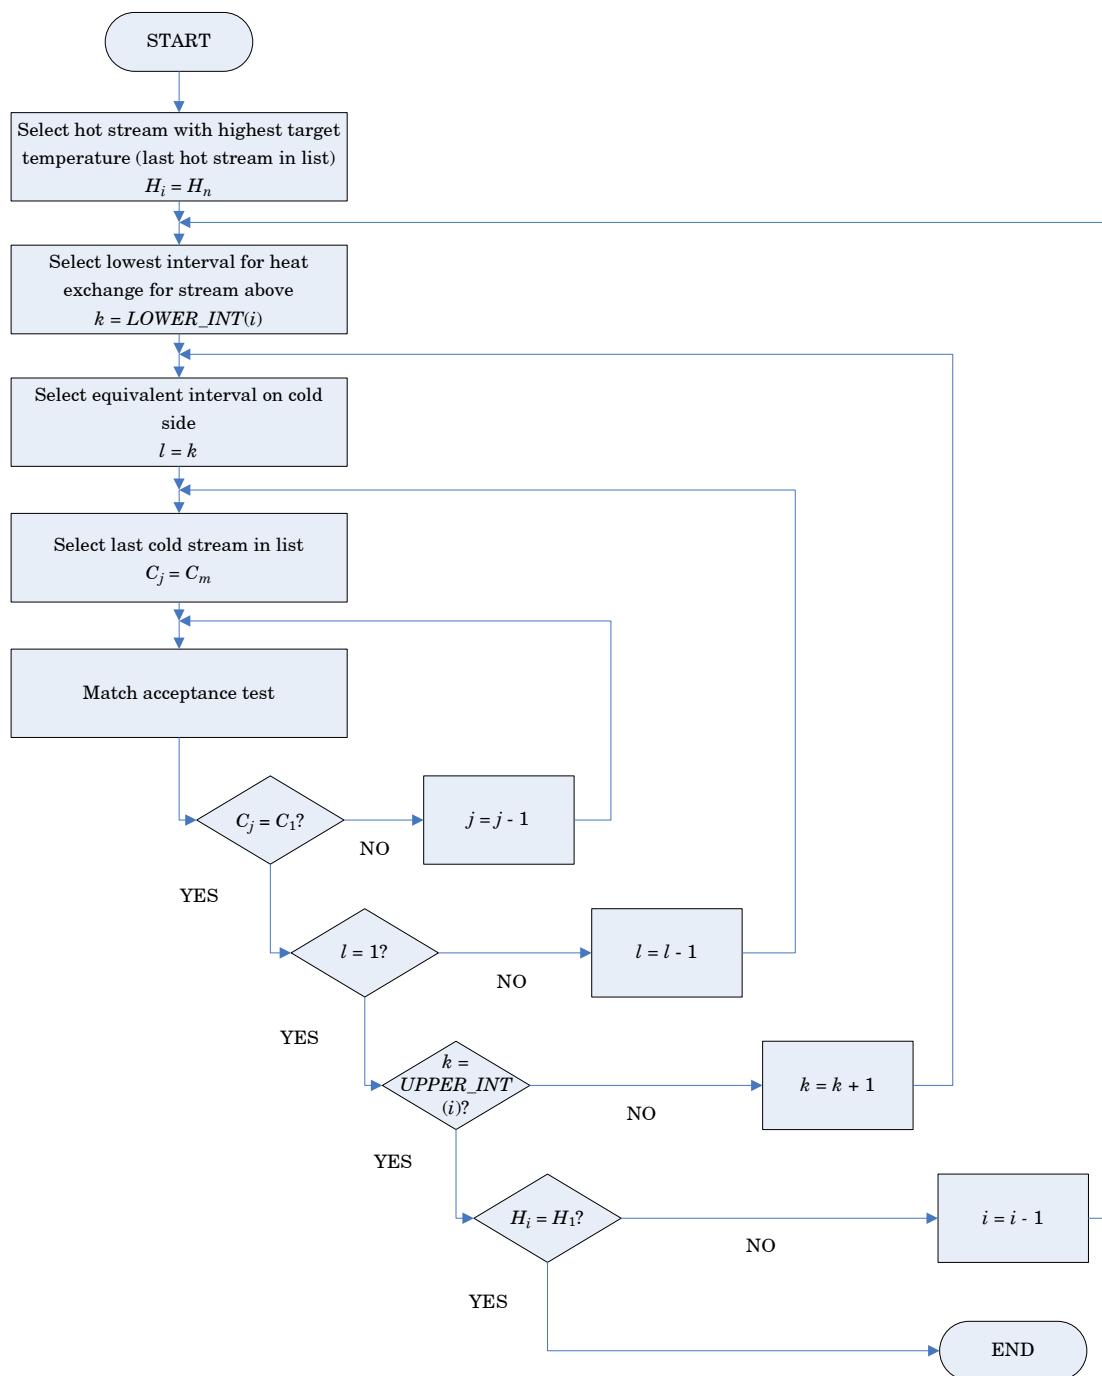 START
Select hot stream with highest target
temperature (last hot stream in list)
Hi = Hn
Select lowest interval for heat
exchange for stream above
k = LOWER_INT(i)
Select equivalent interval on cold
side
l = k
Select last cold stream in list
Cj = Cm
Match acceptance test
Cj = C1?
NO
j = j - 1
YES
l = 1?
NO
l = l - 1
YES
k =
UPPER_INT
(i)?
NO
k = k + 1
YES
Hi = H1?
NO
i = i - 1
YES
END